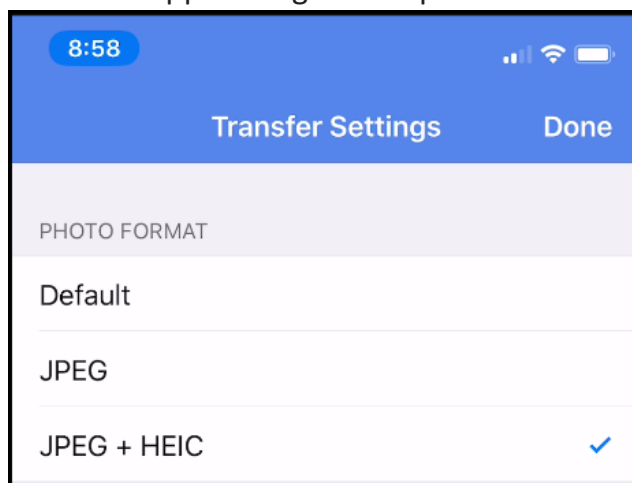 8:58
Transfer Settings
Done
PHOTO FORMAT
Default
JPEG
JPEG + HEIC